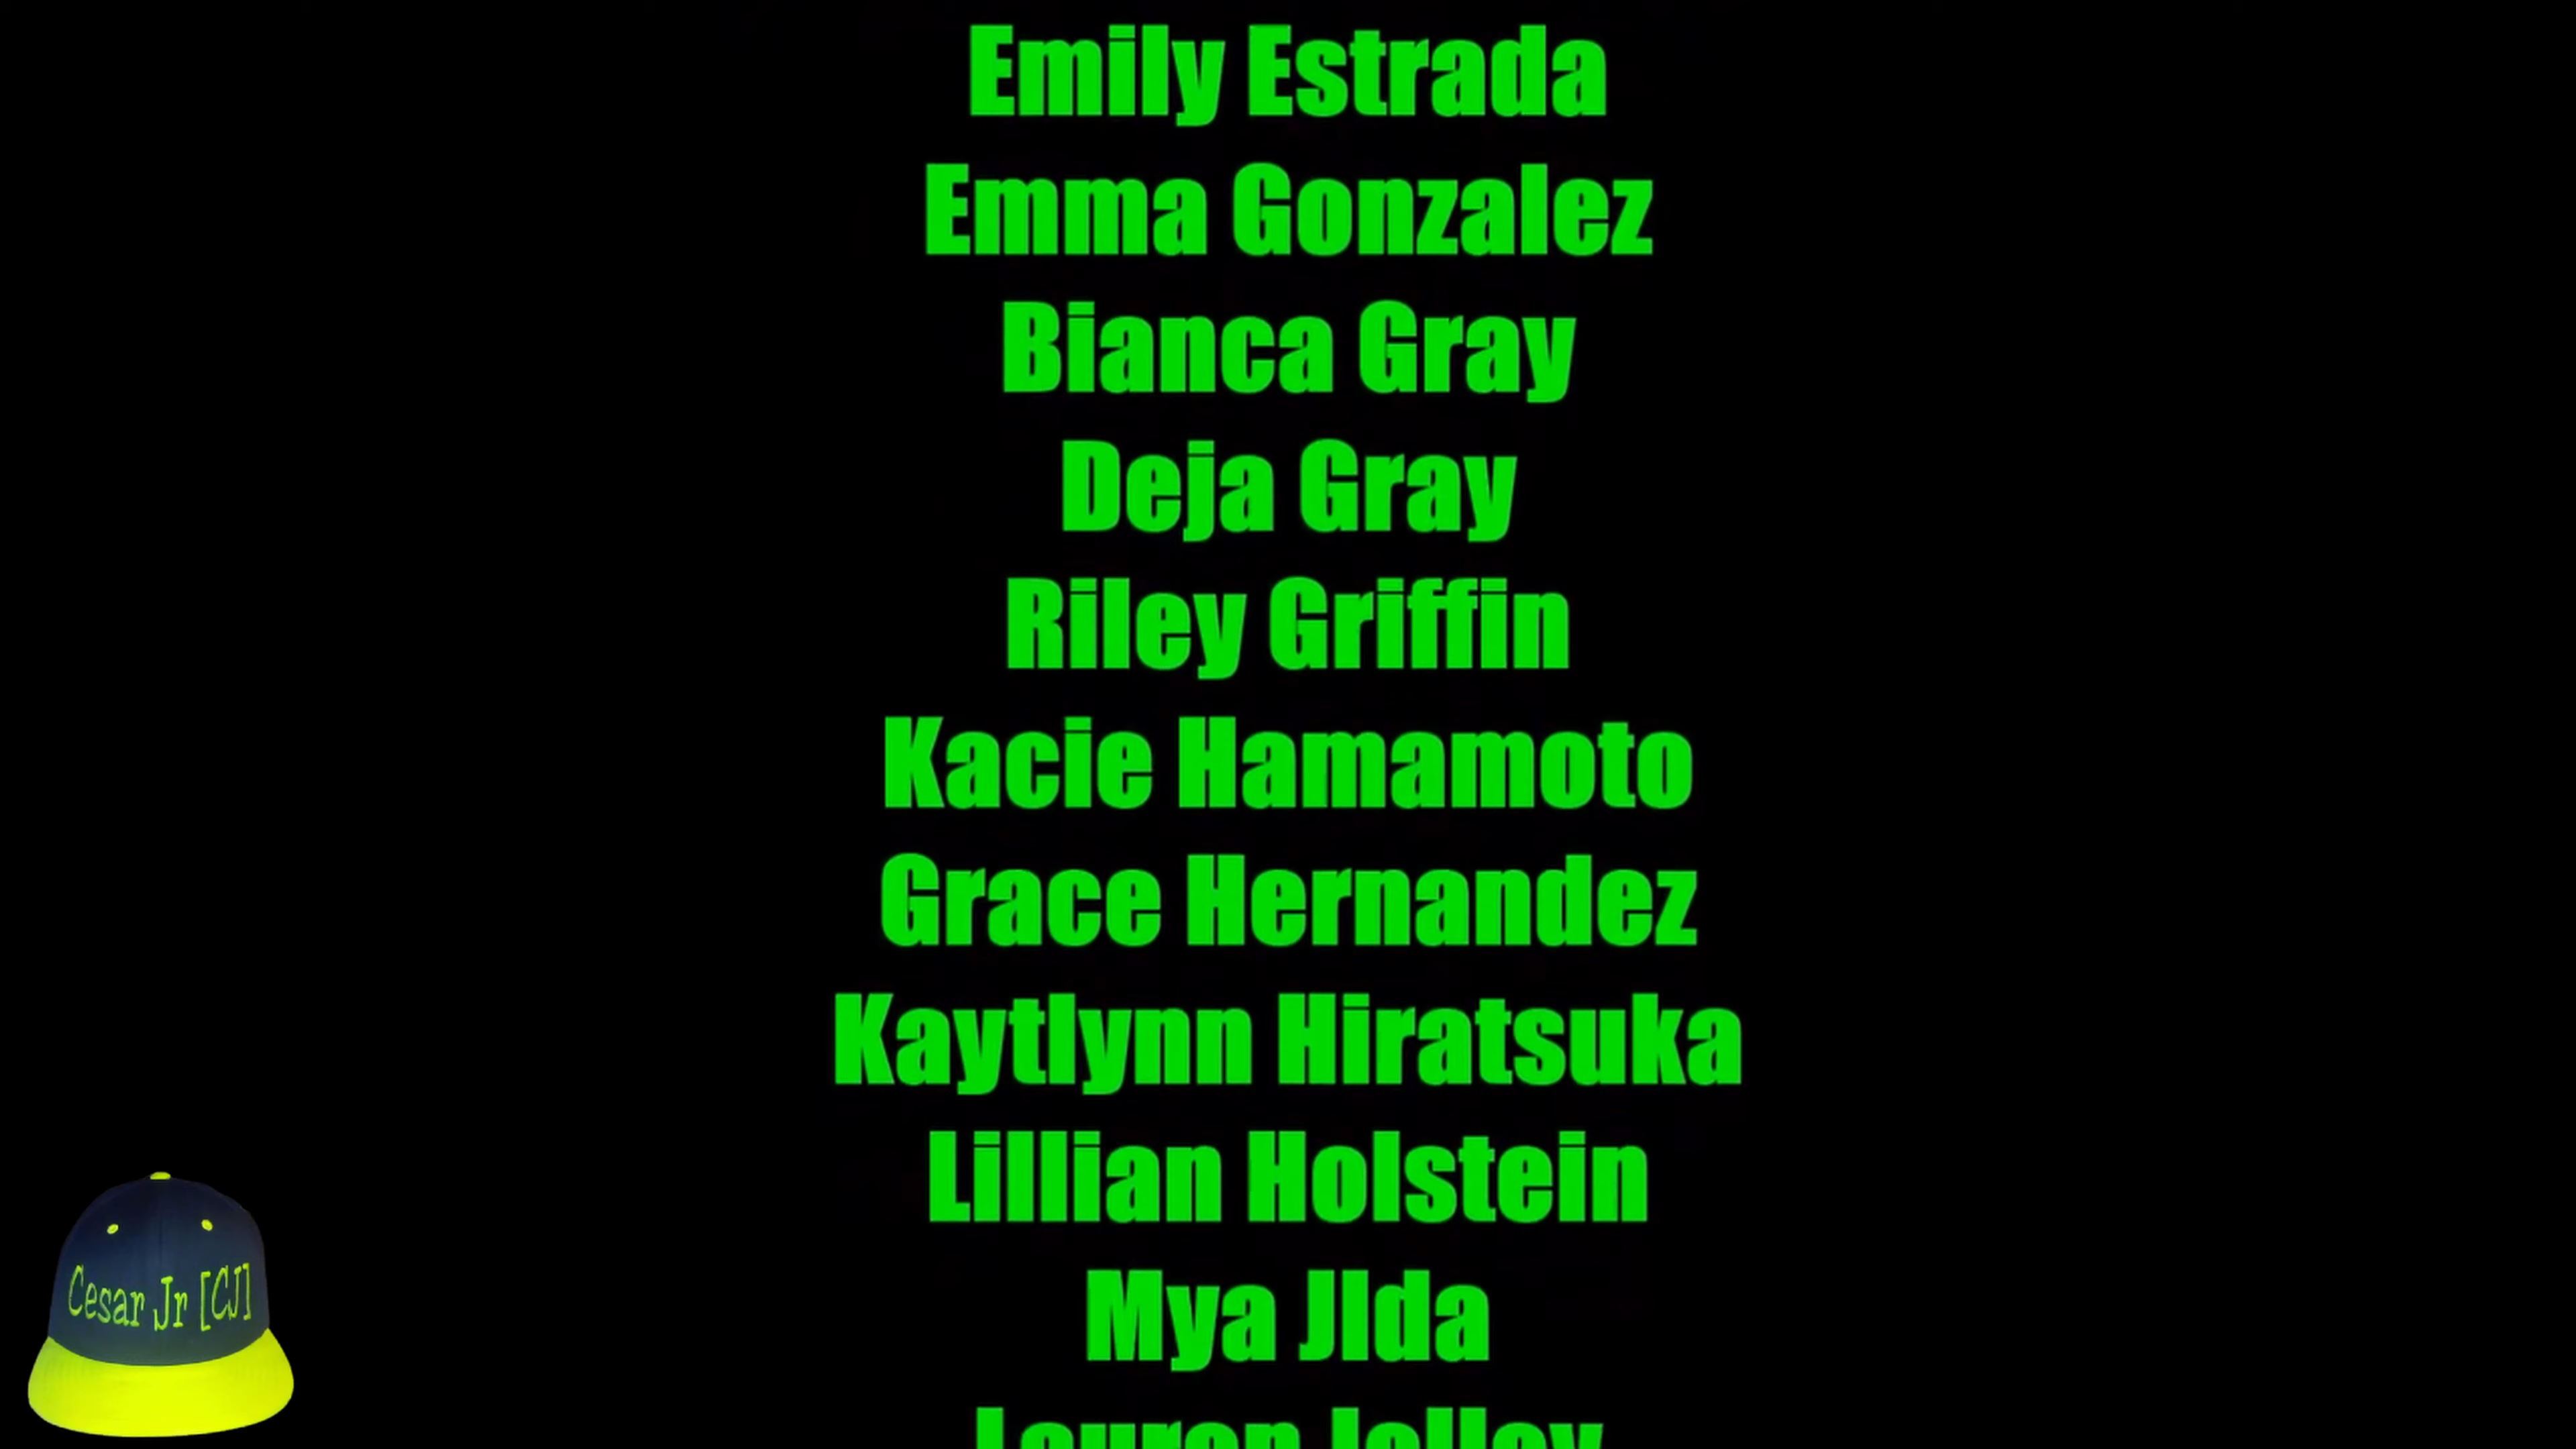 Emily Estrada
Emma Gonzalez
Bianca Gray
Deja Gray
Riley Griffin
Kacie Hamamoto
Grace Hernandez
Kaytlynn Hiratsuka
Lillian Holstein
Mya JIda
Lauren
Cesar Jr [CJ]